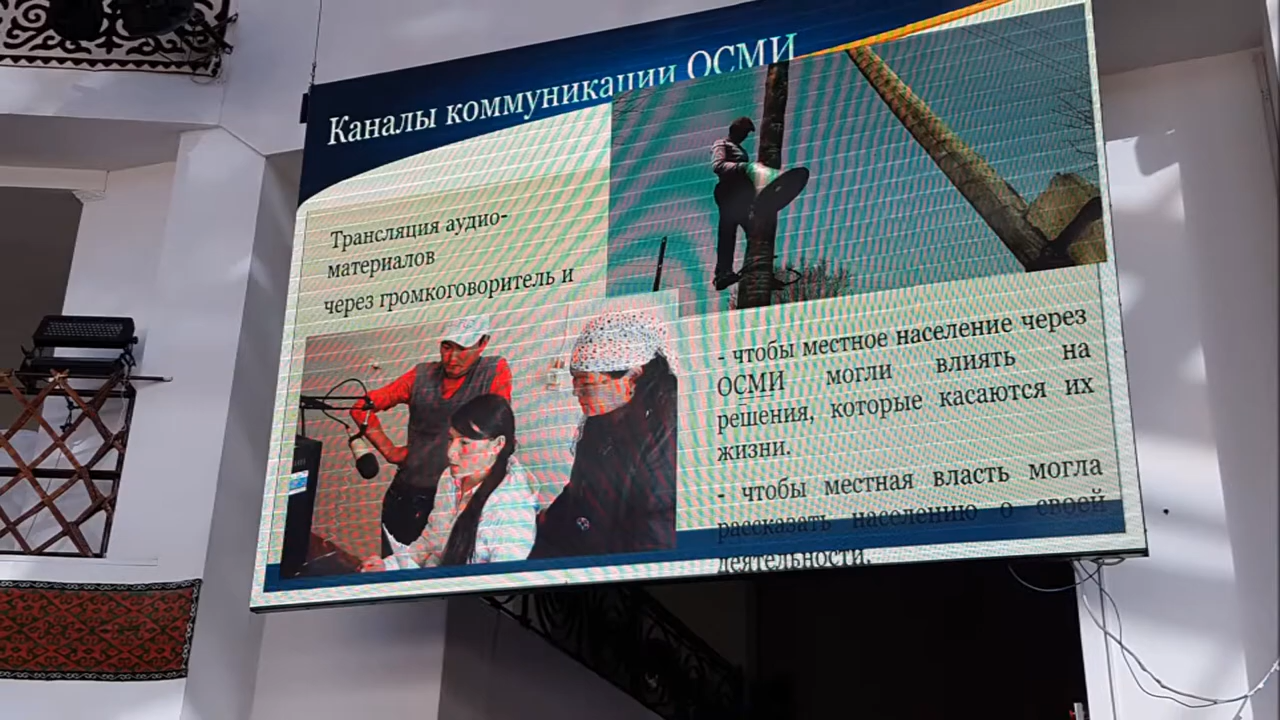 Каналы коммуникации ОСМИ
Трансляция аудио-
материалов
через громкоговоритель и
- чтобы местное население через
ОСМИ могли влиять на
решения, которые касаются их
жизни.
- чтобы местная власть могла
рассказать населению о своей
деятельности.